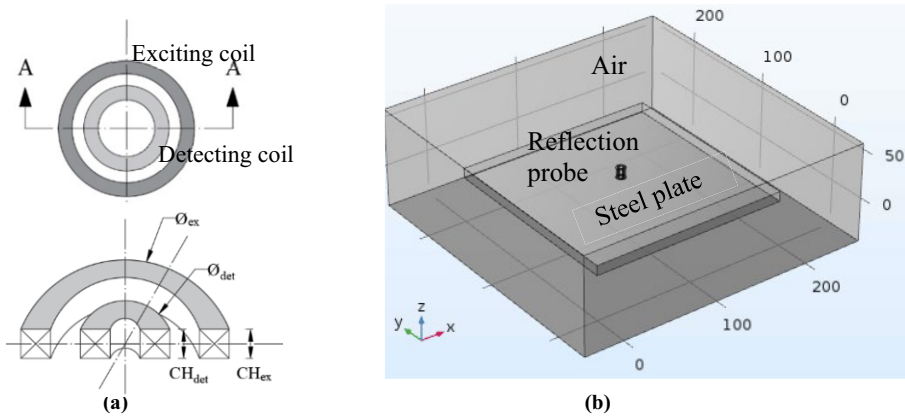 Exciting coil
A A
Detecting coil
Øex
Ødet
CHdet CHex
(a)
Air
Reflection
probe
Steel plate
200
100
0
50
0
200
100
0
z
y x
(b)